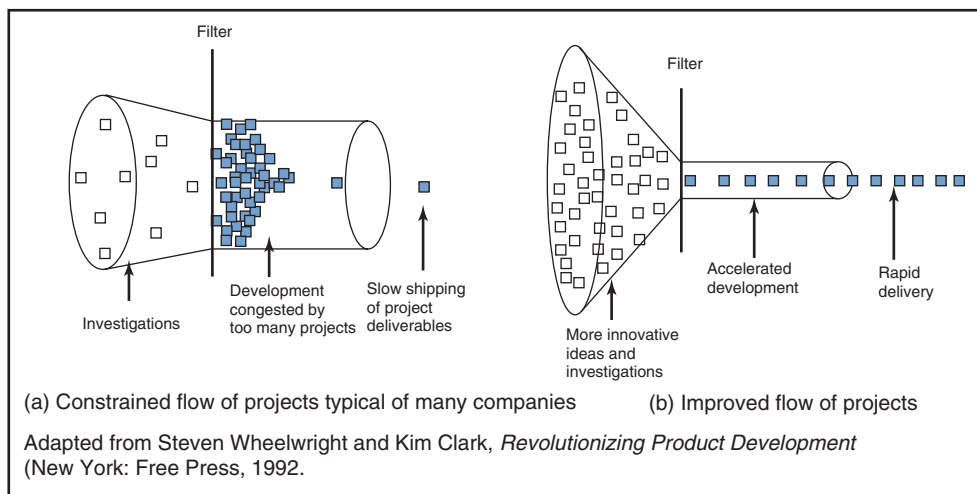 Filter
Investigations
Development
congested by
too many projects
Slow shipping
of project
deliverables
Filter
More innovative
ideas and
investigations
Accelerated
development
Rapid
delivery
(a) Constrained flow of projects typical of many companies
(b) Improved flow of projects
Adapted from Steven Wheelwright and Kim Clark, Revolutionizing Product Development
(New York: Free Press, 1992.